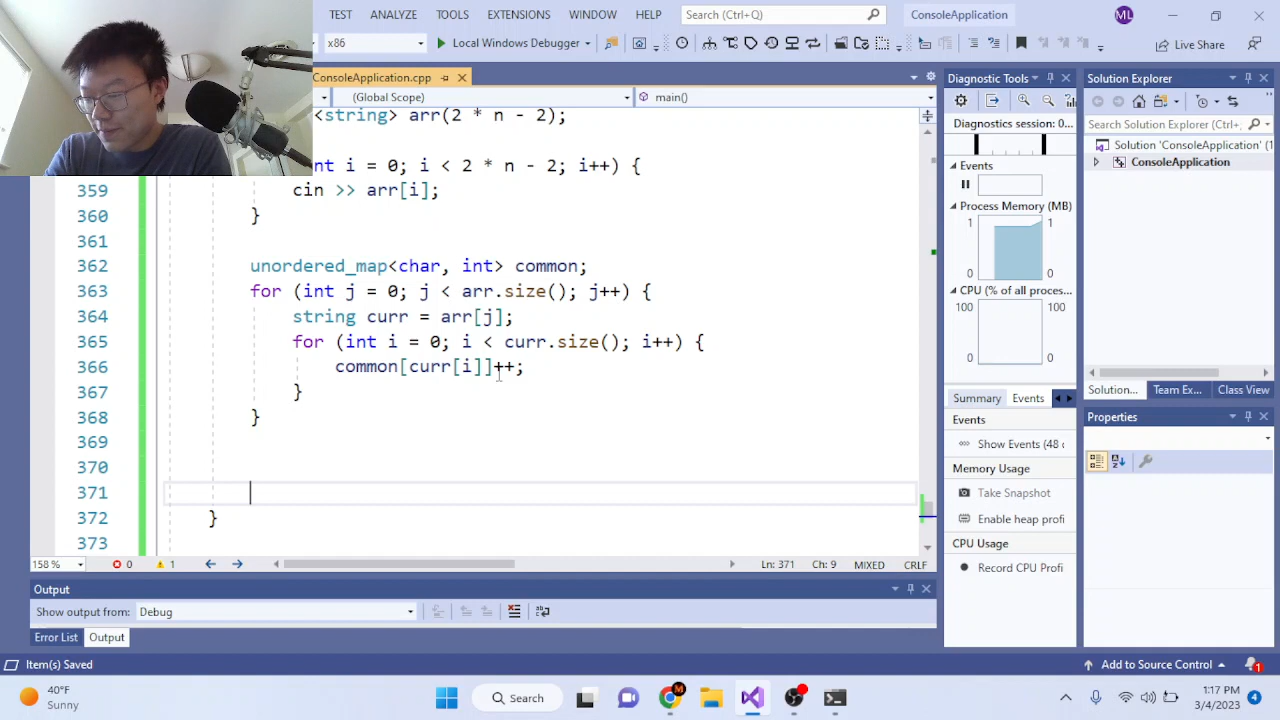 TEST ANALYZE TOOLS EXTENSIONS WINDOW HELP Search (Ctrl+Q) ConsoleApplication ML
x86 Local Windows Debugger Live Share
ConsoleApplication.cpp
(Global Scope) main()
<string> arr(2 * n - 2);
int i = 0; i < 2 * n - 2; i++) {
359 cin >> arr[i];
360 }
361
362 unordered_map<char, int> common;
363 for (int j = 0; j < arr.size(); j++) {
364 string curr = arr[j];
365 for (int i = 0; i < curr.size(); i++) {
366 common[curr[i]]++;
367 }
368 }
369
370
371
372 }
373
158 % 0 1 Ln: 371 Ch: 9 MIXED CRLF
Output
Show output from: Debug
Error List Output
Diagnostic Tools
Diagnostics session: 0...
Events
Process Memory (MB)
1 1
0 0
CPU (% of all proces...
100 100
0 0
Summary Events
Events
Show Events (48 o
Memory Usage
Take Snapshot
Enable heap profi
CPU Usage
Record CPU Profi
Solution Explorer
Search Solution Explorer (Ctrl+;
Solution 'ConsoleApplication' (1
ConsoleApplication
Solution... Team Ex... Class View
Properties
Item(s) Saved Add to Source Control 1
40°F
Sunny
Search
M
1:17 PM
3/4/2023
4